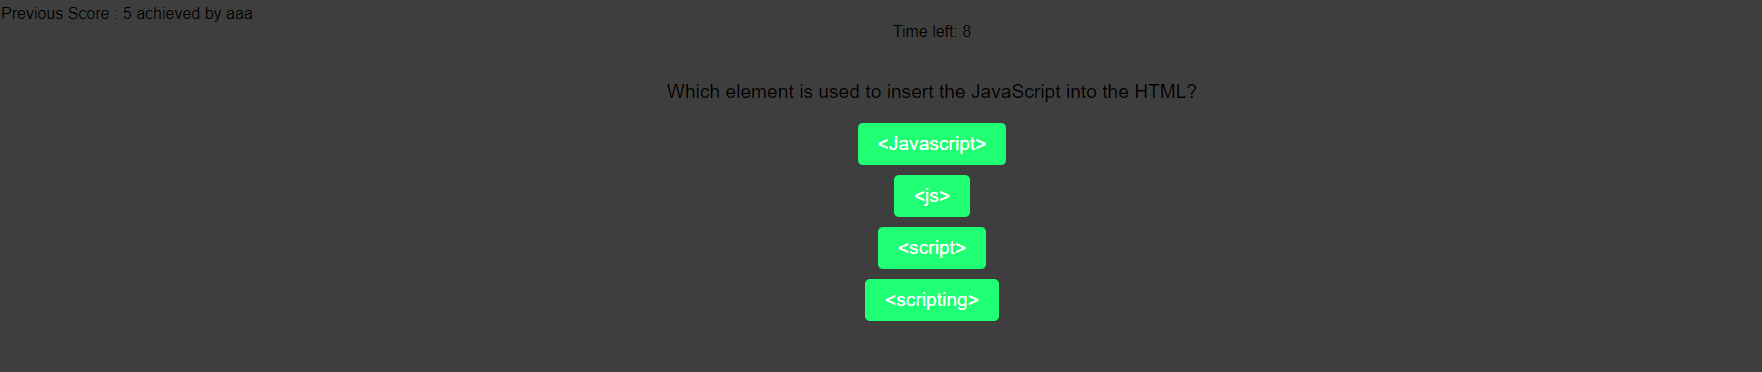 Previous Score : 5 achieved by aaa
Time left: 8
Which element is used to insert the JavaScript into the HTML?
<Javascript>
<js>
<script>
<scripting>